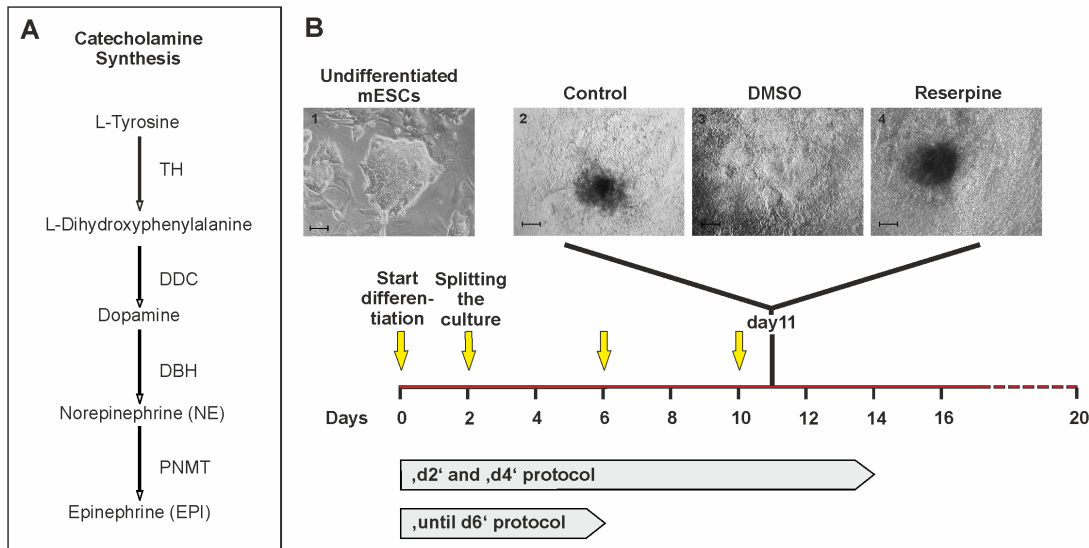 A
Catecholamine
Synthesis
L-Tyrosine
TH
L-Dihydroxyphenylalanine
DDC
Dopamine
DBH
Norepinephrine (NE)
PNMT
Epinephrine (EPI)
B
Undifferentiated
mESCs
Control
DMSO
Reserpine
1
2
3
4
Start
differen-
tiation
Splitting
the
culture
day11
Days
0
2
4
6
8
10
12
14
16
20
‚d2‘ and ‚d4‘ protocol
‚until d6‘ protocol